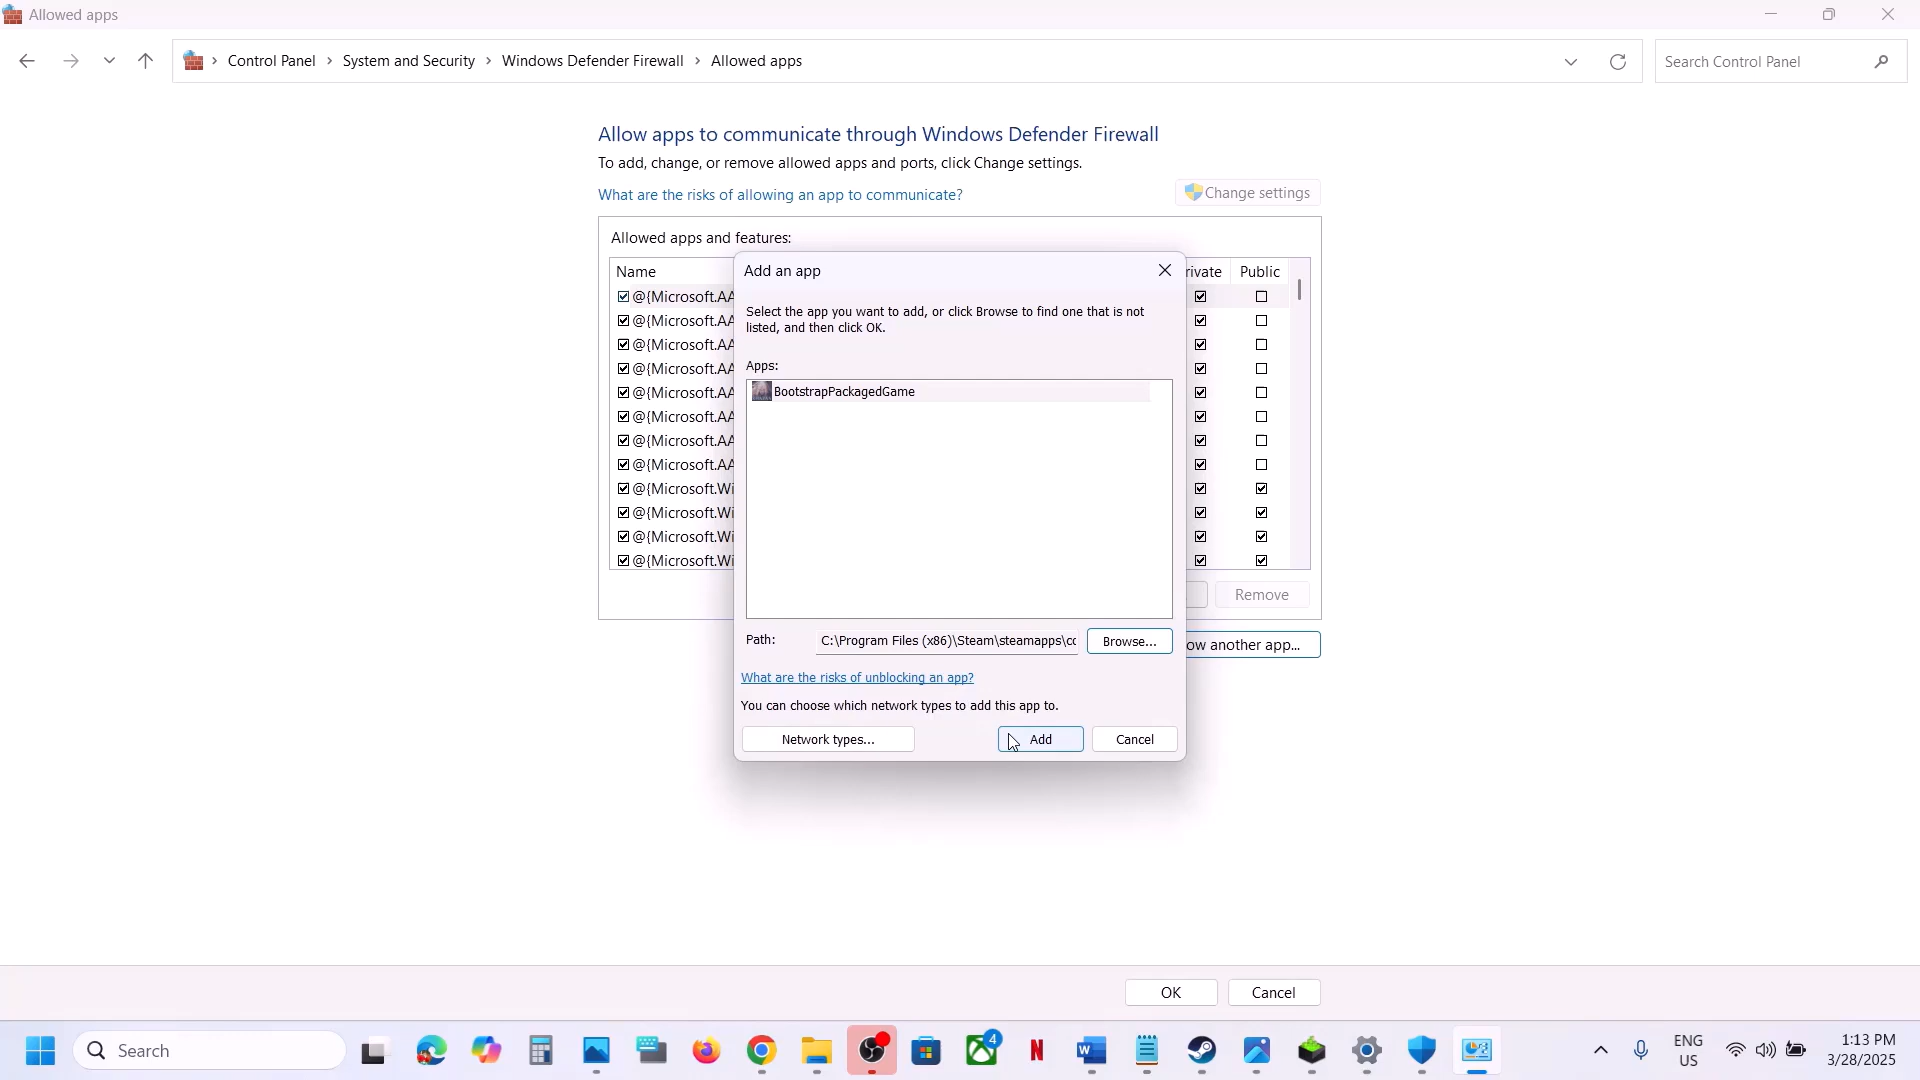 Allowed apps
Control Panel > System and Security > Windows Defender Firewall > Allowed apps
Search Control Panel
Allow apps to communicate through Windows Defender Firewall
To add, change, or remove allowed apps and ports, click Change settings.
What are the risks of allowing an app to communicate?
Change settings
Allowed apps and features:
Name
rivate
Public
@{Microsoft.AA
@{Microsoft.AA
@{Microsoft.AA
@{Microsoft.AA
@{Microsoft.AA
@{Microsoft.AA
@{Microsoft.AA
@{Microsoft.AA
@{Microsoft.Wi
@{Microsoft.Wi
@{Microsoft.Wi
@{Microsoft.Wi
Add an app
Select the app you want to add, or click Browse to find one that is not
listed, and then click OK.
Apps:
BootstrapPackagedGame
Path:
C:\Program Files (x86)\Steam\steamapps\cc
Browse...
What are the risks of unblocking an app?
You can choose which network types to add this app to.
Network types...
Add
Cancel
Remove
ow another app...
OK
Cancel
Search
4
ENG
US
1:13 PM
3/28/2025